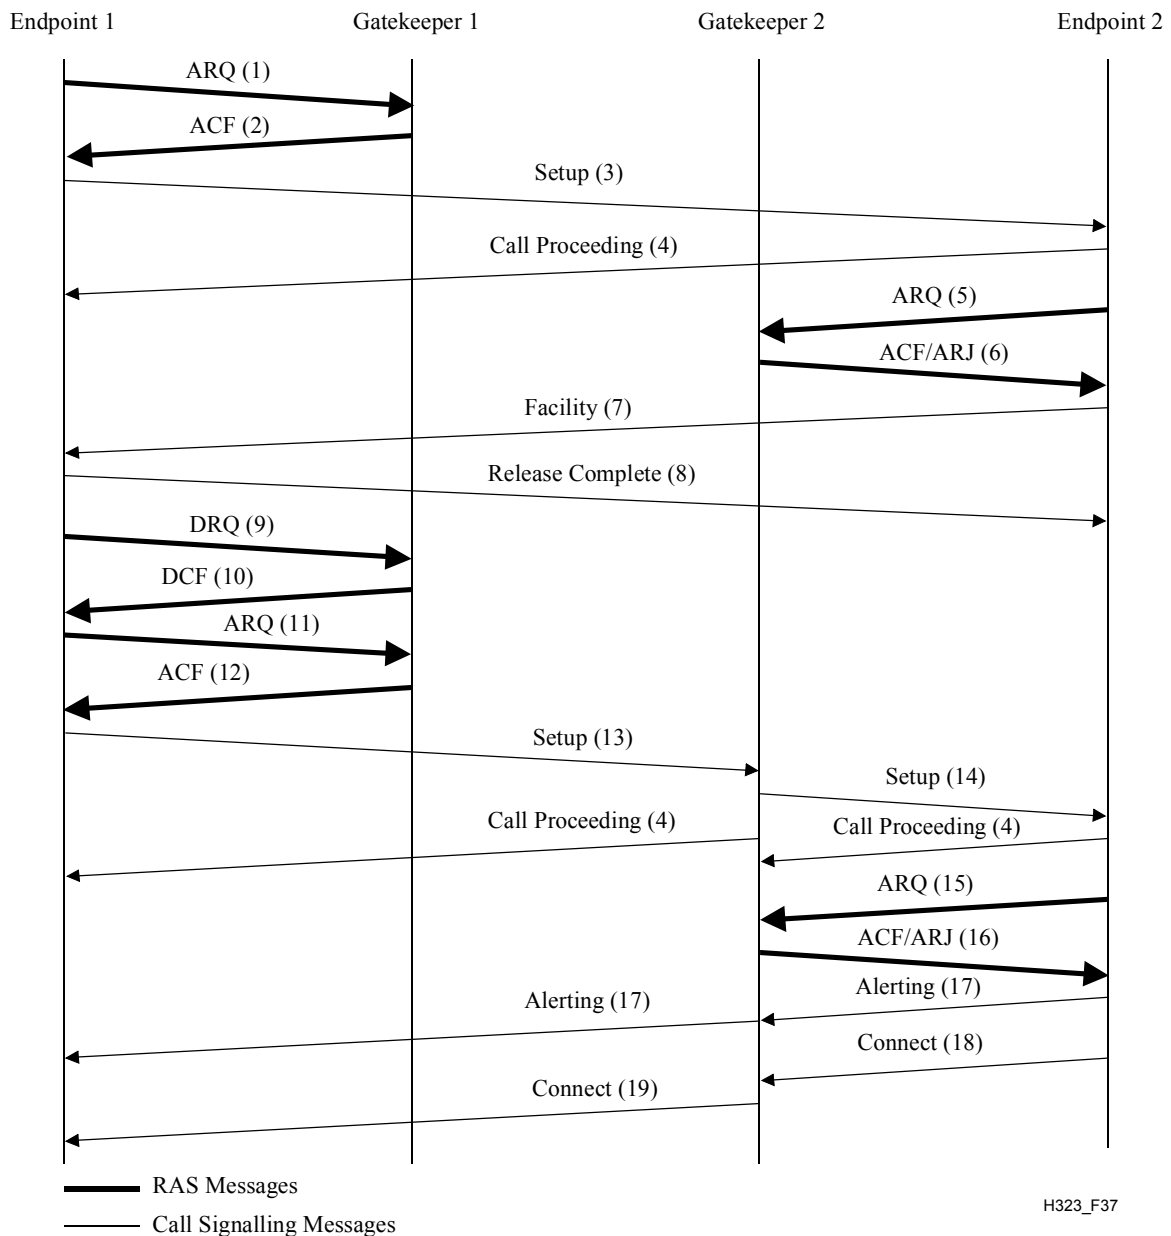 Endpoint 1 Gatekeeper 1 Gatekeeper 2 Endpoint 2
ARQ (1)
ACF (2)
Setup (3)
Call Proceeding (4)
ARQ (5)
ACF/ARJ (6)
Facility (7)
Release Complete (8)
DRQ (9)
DCF (10)
ARQ (11)
ACF (12)
Setup (13)
Setup (14)
Call Proceeding (4) Call Proceeding (4)
ARQ (15)
ACF/ARJ (16)
Alerting (17) Alerting (17)
Connect (18)
Connect (19)
RAS Messages
Call Signalling Messages
H323_F37